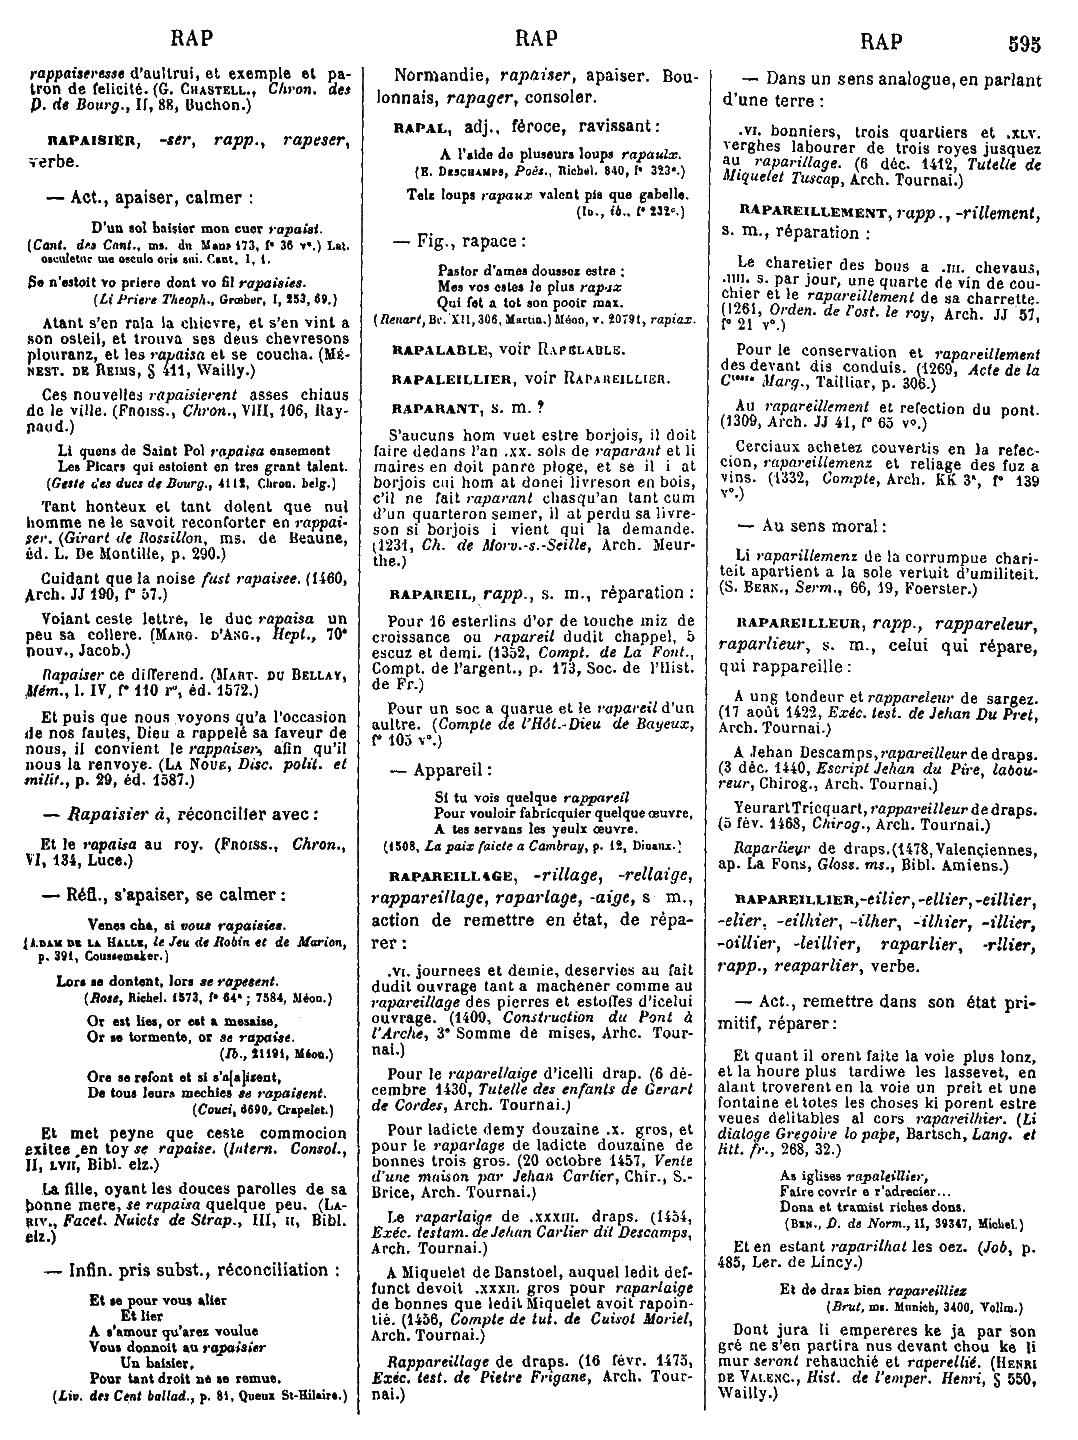 RAP
RAP
RAP
595
rappaiseresse d'aultrui, et exemple et pa-
tron de felicité. (G. CHASTELL., Chron. des
D. de Bourg., II, 88, Buchon.)
RAPAISIER, -ser, rapp., rapeser,
verbe.
— Act., apaiser, calmer :
D'un sol baisier mon cuer rapaist.
(Cant. des Cant., ms. du Mans 173, f° 36 v°.) Lat.
osculetur me osculo oris sui. Cant. 1, 1.
Se n'estoit vo priere dont vo fil rapaisies.
(Li Priere Theoph., Grœber, I, 253, 69.)
Atant s'en rala la chievre, et s'en vint a
son osteil, et trouva ses deus chevresons
plouranz, et les rapaisa et se coucha. (MÉ-
NEST. DE REIMS, § 411, Wailly.)
Ces nouvelles rapaisierent asses chiaus
de le ville. (FROISS., Chron., VIII, 106, Ray-
naud.)
Li quens de Saint Pol rapaisa ensement
Les Picars qui estoient en tres grant talent.
(Geste des ducs de Bourg., 4112, Chron. belg.)
Tant honteux et tant dolent que nul
homme ne le savoit reconforter en rappai-
ser. (Girart de Rossillon, ms. de Beaune,
éd. L. De Montille, p. 290.)
Cuidant que la noise fust rapaisee. (1460,
Arch. JJ 190, f° 57.)
Voiant ceste lettre, le duc rapaisa un
peu sa collere. (MARG. D'ANG., Hept., 70e
nouv., Jacob.)
Rapaiser ce differend. (MART. DU BELLAY,
Mém., l. IV, f° 110 r°, éd. 1572.)
Et puis que nous voyons qu'a l'occasion
de nos fautes, Dieu a rappelé sa faveur de
nous, il convient le rappaiser, afin qu'il
nous la renvoye. (LA NOUE, Disc. polit. et
milit., p. 29, éd. 1587.)
— Rapaisier à, réconcilier avec :
Et le rapaisa au roy. (FROISS., Chron.,
VI, 134, Luce.)
— Réfl., s'apaiser, se calmer :
Venes cha, si vous rapaisies.
(ADAM DE LA HALLE, le Jeu de Robin et de Marion,
p. 391, Coussemaker.)
Lors se dontent, lors se rapesent.
(Rose, Richel. 1573, f° 64a ; 7584, Méon.)
Or est lies, or est a mesaise,
Or se tormente, or se rapaise.
(Ib., 21191, Méon.)
Ore se refont et si s'a[a]isent,
De tous leurs mechies se rapaisent.
(Couci, 6690, Crapelet.)
Et met peyne que ceste commocion
exitee en toy se rapaise. (Intern. Consol.,
II, LVII, Bibl. elz.)
La fille, oyant les douces parolles de sa
bonne mere, se rapaisa quelque peu. (LA-
RIV., Facet. Nuicts de Strap., III, II, Bibl.
elz.)
— Infin. pris subst., réconciliation :
Et se pour vous alier
Et lier
A s'amour qu'arez voulue
Vous donnoit au rapaisier
Un baisier,
Pour tant droit ne se remue.
(Liv. des Cent ballad., p. 81, Queux St-Hilaire.)
Normandie, rapaiser, apaiser. Bou-
lonnais, rapager, consoler.
RAPAL, adj., féroce, ravissant :
A l'aide de pluseurs loups rapaulx.
(E. DESCHAMPS, Poés., Richel. 840, f° 323a.)
Telz loups rapaux valent pis que gabelle.
(ID., ib., f° 232c.)
— Fig., rapace :
Pastor d'ames doussoz estre ;
Mes vos estes le plus rapax
Qui fet a tot son pooir max.
(Renart, Br. XII, 306, Martin.) Méon, v. 20791, rapiax.
RAPALABLE, voir RAPELABLE.
RAPALEILLIER, voir RAPAREILLIER.
RAPARANT, s. m. ?
S'aucuns hom vuet estre borjois, il doit
faire dedans l'an .xx. sols de raparant et li
maires en doit panre ploge, et se il i at
borjois cui hom at donei livreson en bois,
c'il ne fait raparant chasqu'an tant cum
d'un quarteron semer, il at perdu sa livre-
son si borjois i vient qui la demande.
(1231, Ch. de Morv.-s.-Seille, Arch. Meur-
the.)
RAPAREIL, rapp., s. m., réparation :
Pour 16 esterlins d'or de touche miz de
croissance ou rapareil dudit chappel, 5
escuz et demi. (1352, Compt. de La Font.,
Compt. de l'argent., p. 173, Soc. de l'Hist.
de Fr.)
Pour un soc a quarue et le rapareil d'un
aultre. (Compte de l'Hôt.-Dieu de Bayeux,
f° 105 v°.)
— Appareil :
Si tu vois quelque rappareil
Pour vouloir fabricquier quelque œuvre,
A tes servans les yeulx œuvre.
(1508, La paix faicte a Cambray, p. 12, Dinaux.)
RAPAREILLAGE, -rillage, -rellaige,
rappareillage, raparlage, -aige, s m.,
action de remettre en état, de répa-
rer :
.VI. journees et demie, deservies au fait
dudit ouvrage tant a machener comme au
rapareillage des pierres et estoffes d'icelui
ouvrage. (1409, Construction du Pont à
l'Arche, 3e Somme de mises, Arhc. Tour-
nai.)
Pour le raparellaige d'icelli drap. (6 dé-
cembre 1430, Tutelle des enfants de Gerart
de Cordes, Arch. Tournai.)
Pour ladicte demy douzaine .x. gros, et
pour le raparlage de ladicte douzaine de
bonnes trois gros. (20 octobre 1457, Vente
d'une maison par Jehan Carlier, Chir., S.-
Brice, Arch. Tournai.)
Le raparlaige de .XXXIII. draps. (1454,
Exéc. testam. de Jehan Carlier dit Descamps,
Arch. Tournai.)
A Miquelet de Banstoel, auquel ledit def-
funct devoit .XXXII. gros pour raparlaige
de bonnes que ledit Miquelet avoit rapoin-
tié. (1456, Compte de tut. de Cuisot Moriel,
Arch. Tournai.)
Rappareillage de draps. (16 févr. 1475,
Exéc. test. de Pietre Frigane, Arch. Tour-
nai.)
— Dans un sens analogue, en parlant
d'une terre :
.VI. bonniers, trois quartiers et .XLV.
verghes labourer de trois royes jusquez
au raparillage. (6 déc. 1412, Tutelle de
Miquelet Tuscap, Arch. Tournai.)
RAPAREILLEMENT, rapp., -rillement,
s. m., réparation :
Le charetier des bous a .III. chevaus,
.IIII. s. par jour, une quarte de vin de cou-
chier et le rapareillement de sa charrette.
(1261, Orden. de l'ost. le roy, Arch. JJ 57,
f° 21 v°.)
Pour le conservation et rapareillement
des devant dis conduis. (1269, Acte de la
Ctesse Marg., Tailliar, p. 306.)
Au rapareillement et refection du pont.
(1309, Arch. JJ 41, f° 65 v°.)
Cerciaux achetez couvertis en la refec-
cion, rapareillemenz et reliage des fuz a
vins. (1332, Compte, Arch. KK 3a, f° 139
v°.)
— Au sens moral :
Li raparillemenz de la corrumpue chari-
teit apartient a la sole vertuit d'umiliteit.
(S. BERN., Serm., 66, 19, Foerster.)
RAPAREILLEUR, rapp., rappareleur,
raparlieur, s. m., celui qui répare,
qui rappareille :
A ung tondeur et rappareleur de sargez.
(17 août 1422, Exéc. test. de Jehan Du Pret,
Arch. Tournai.)
A Jehan Descamps, rapareilleur de draps.
(3 déc. 1440, Escript Jehan du Pire, labou-
reur, Chirog., Arch. Tournai.)
Yeurart Tricquart, rappareilleur de draps.
(5 fév. 1468, Chirog., Arch. Tournai.)
Raparlieur de draps. (1478, Valençiennes,
ap. La Fons, Gloss. ms., Bibl. Amiens.)
RAPAREILLIER, -eilier, -ellier, -eillier,
-elier, -eilhier, -ilher, -ilhier, -illier,
-oillier, -leillier, raparlier, -rllier,
rapp., reaparlier, verbe.
— Act., remettre dans son état pri-
mitif, réparer :
Et quant il orent faite la voie plus lonz,
et la houre plus tardiwe les lassevet, en
alant troverent en la voie un preit et une
fontaine et totes les choses ki porent estre
veues delitables al cors rapareilhier. (Li
dialoge Gregoire lo pape, Bartsch, Lang. et
litt. fr., 268, 32.)
As iglises rapaleillier,
Faire covrir e r'adrecier...
Dona et tramist riches dons.
(BEN., D. de Norm., II, 39347, Michel.)
Et en estant raparilhat les oez. (Job, p.
485, Ler. de Lincy.)
Et de draz bien rapareilliez
(Brut, ms. Munich, 3400, Vollm.)
Dont jura li empereres ke ja par son
gré ne s'en partira nus devant chou ke li
mur seront rehauchié et raperellié. (HENRI
DE VALENC., Hist. de l'emper. Henri, § 550,
Wailly.)